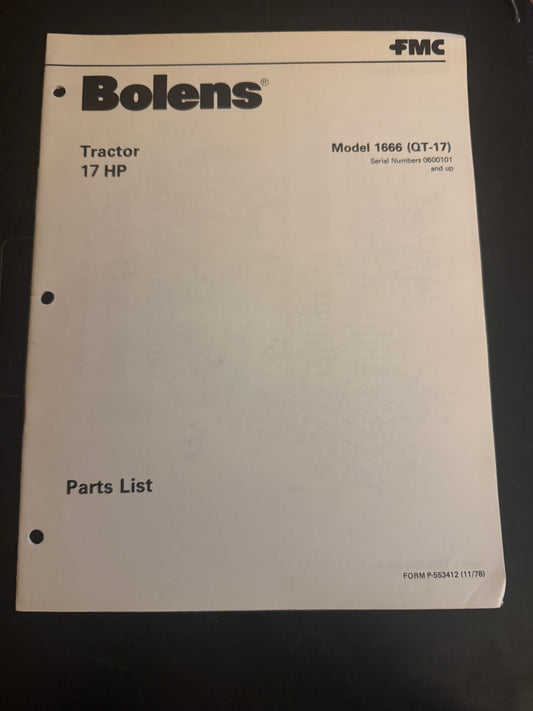 FMC
Bolens®
Tractor
17 HP
Model 1666 (QT-17)
Serial Numbers 0600101
and up
Parts List
FORM P-553412 (11/78)